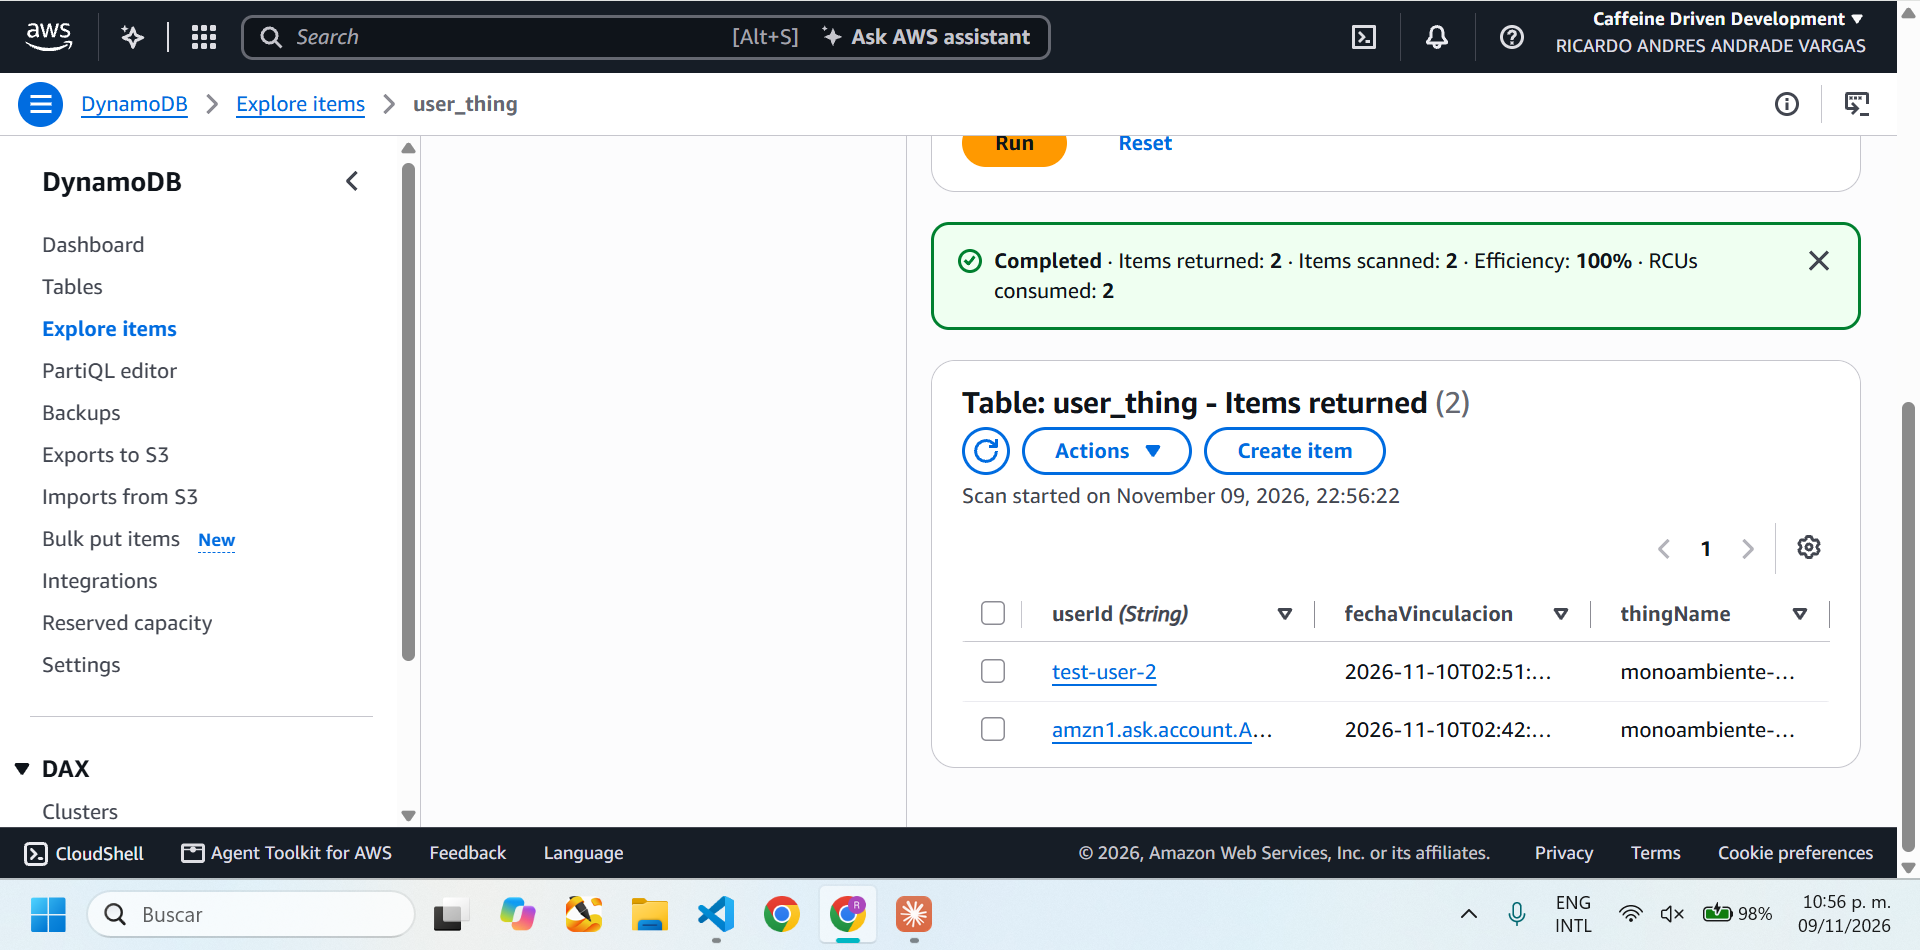 aws
Search
[Alt+S]
Ask AWS assistant
Caffeine Driven Development
RICARDO ANDRES ANDRADE VARGAS
DynamoDB
Explore items
user_thing
DynamoDB
Dashboard
Tables
Explore items
PartiQL editor
Backups
Exports to S3
Imports from S3
Bulk put items New
Integrations
Reserved capacity
Settings
DAX
Clusters
Run
Reset
Completed · Items returned: 2 · Items scanned: 2 · Efficiency: 100% · RCUs
consumed: 2
Table: user_thing - Items returned (2)
Actions
Create item
Scan started on November 09, 2026, 22:56:22
1
userId (String)
fechaVinculacion
thingName
test-user-2
2026-11-10T02:51:...
monoambiente-...
amzn1.ask.account.A...
2026-11-10T02:42:...
monoambiente-...
CloudShell
Agent Toolkit for AWS
Feedback
Language
© 2026, Amazon Web Services, Inc. or its affiliates.
Privacy
Terms
Cookie preferences
Buscar
R
ENG
INTL
98%
10:56 p. m.
09/11/2026